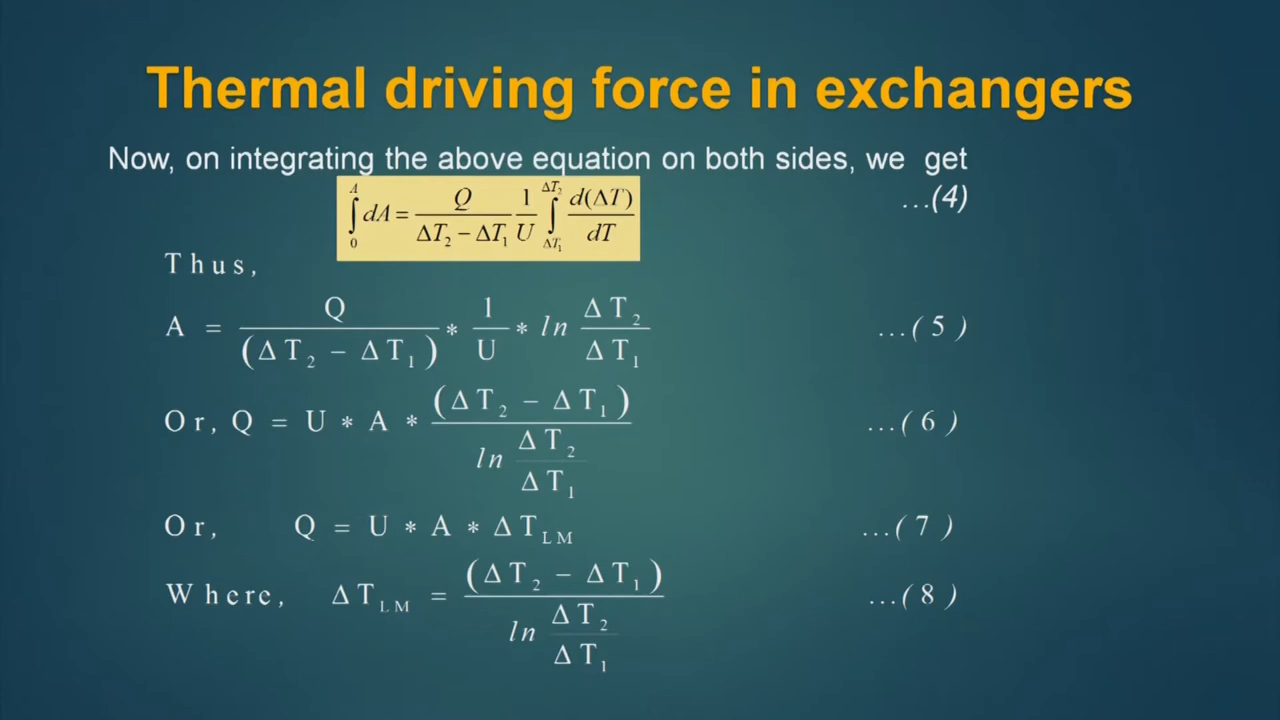 Thermal driving force in exchangers
Now, on integrating the above equation on both sides, we get
∫₀ᴬ dA = Q/(ΔT₂ − ΔT₁) 1/U ∫_{ΔT₁}^{ΔT₂} d(ΔT)/dT ...(4)
Thus,
A = Q/(ΔT₂ − ΔT₁) * 1/U * ln ΔT₂/ΔT₁ ...(5)
Or, Q = U * A * (ΔT₂ − ΔT₁)/(ln ΔT₂/ΔT₁) ...(6)
Or, Q = U * A * ΔT_LM ...(7)
Where, ΔT_LM = (ΔT₂ − ΔT₁)/(ln ΔT₂/ΔT₁) ...(8)